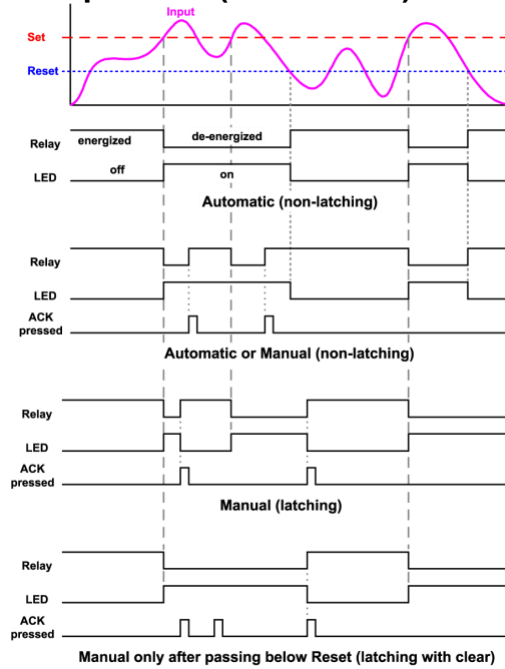 Input
Set
Reset
Relay energized de-energized
LED off on
Automatic (non-latching)
Relay
LED
ACK
pressed
Automatic or Manual (non-latching)
Relay
LED
ACK
pressed
Manual (latching)
Relay
LED
ACK
pressed
Manual only after passing below Reset (latching with clear)